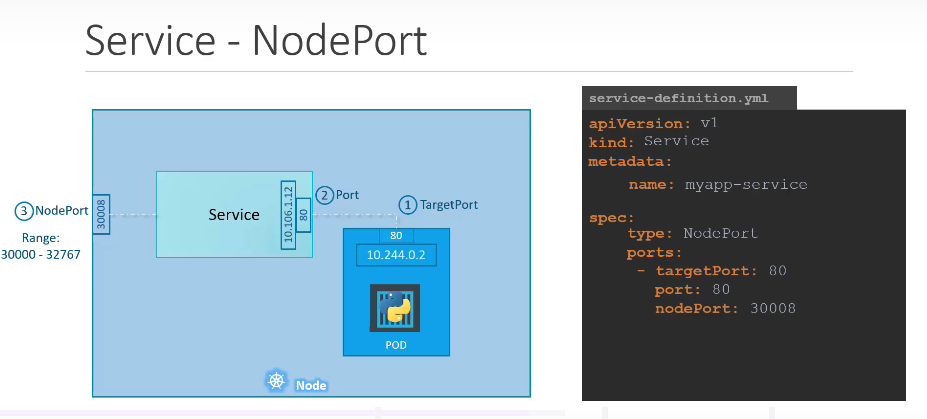 Service - NodePort
service-definition.yml
apiVersion: v1
kind: Service
metadata:
name: myapp-service
spec:
type: NodePort
ports:
- targetPort: 80
port: 80
nodePort: 30008
3 NodePort
Range:
30000 - 32767
30008
Service
10.106.1.12
80
2 Port
1 TargetPort
80
10.244.0.2
POD
Node